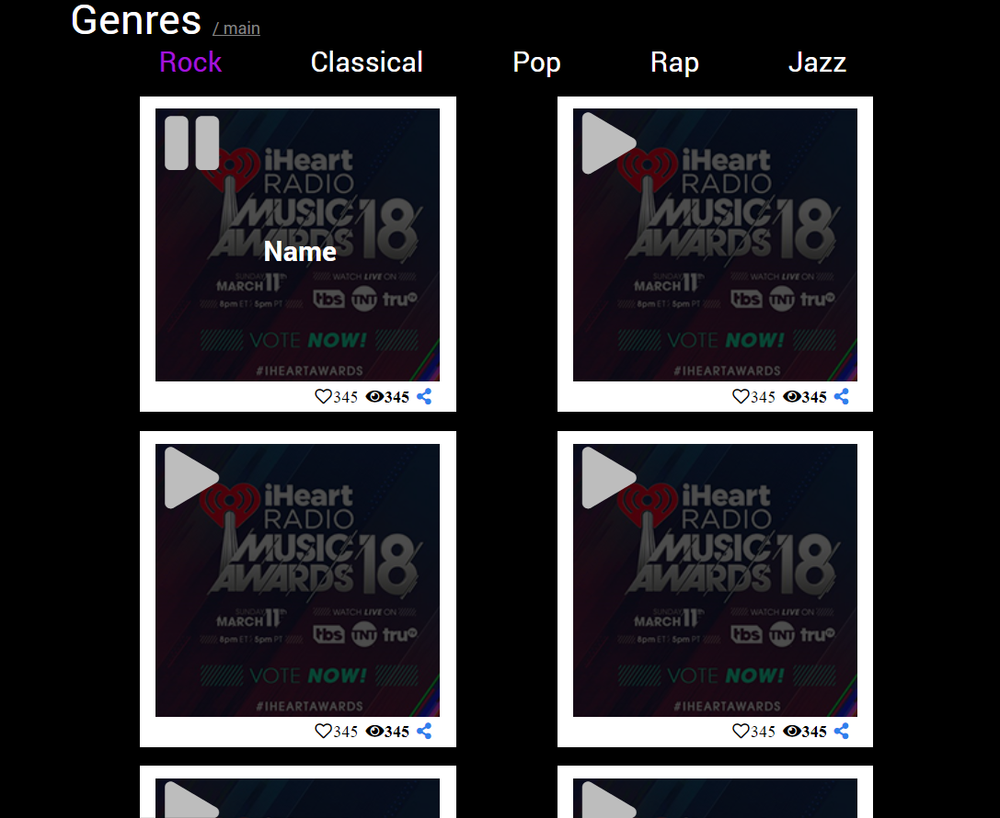 Genres / main
Rock Classical Pop Rap Jazz
iHeart
RADIO
MUSIC 18
AWARDS
Name
SUNDAY
MARCH 11th
8pm ET | 5pm PT
WATCH LIVE ON
tbs TNT tru
VOTE NOW!
#IHEARTAWARDS
345 345
iHeart
RADIO
MUSIC 18
AWARDS
SUNDAY
MARCH 11th
8pm ET | 5pm PT
WATCH LIVE ON
tbs TNT tru
VOTE NOW!
#IHEARTAWARDS
345 345
iHeart
RADIO
MUSIC 18
AWARDS
SUNDAY
MARCH 11th
8pm ET | 5pm PT
WATCH LIVE ON
tbs TNT tru
VOTE NOW!
#IHEARTAWARDS
345 345
iHeart
RADIO
MUSIC 18
AWARDS
SUNDAY
MARCH 11th
8pm ET | 5pm PT
WATCH LIVE ON
tbs TNT tru
VOTE NOW!
#IHEARTAWARDS
345 345